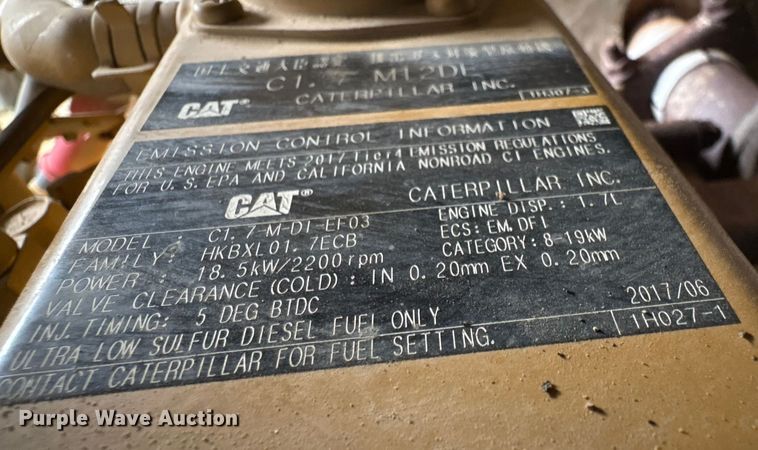 C1.7 - M1.2DI
CATERPILLAR INC.
CAT®
1H307-3
EMISSION CONTROL INFORMATION
THIS ENGINE MEETS 2017 Tier4 EMISSION REGULATIONS
FOR U.S. EPA AND CALIFORNIA NONROAD CI ENGINES.
CAT® CATERPILLAR INC.
MODEL : C1.7-M-DI-EF03 ENGINE DISP.: 1.7L
FAMILY: HKBXL01.7ECB ECS: EM,DFI
POWER : 18.5kW/2200rpm CATEGORY: 8-19kW
VALVE CLEARANCE (COLD): IN 0.20mm EX 0.20mm
INJ. TIMING: 5 DEG BTDC
ULTRA LOW SULFUR DIESEL FUEL ONLY 2017/06
CONTACT CATERPILLAR FOR FUEL SETTING. 1H027-1
Purple Wave Auction